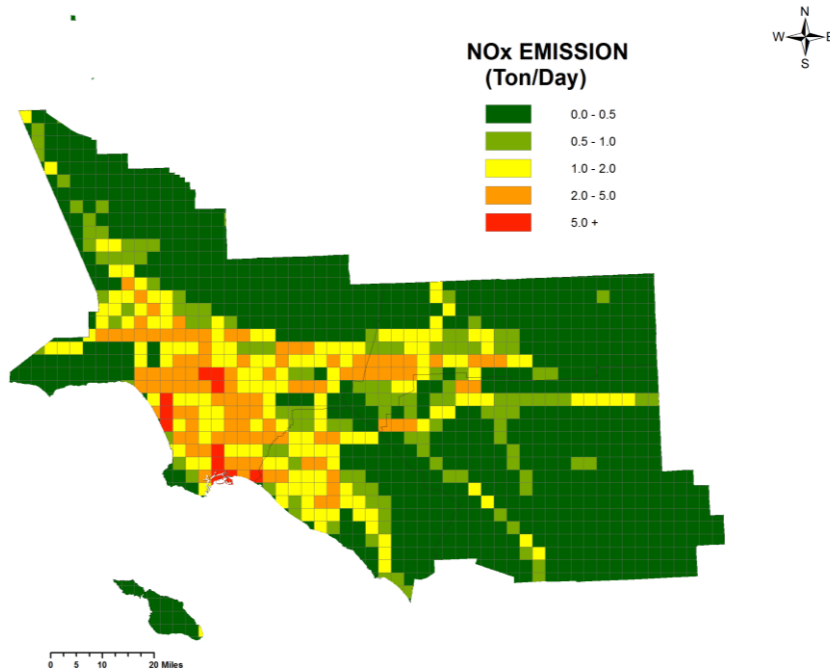 N
W E
S
NOx EMISSION
(Ton/Day)
0.0 - 0.5
0.5 - 1.0
1.0 - 2.0
2.0 - 5.0
5.0 +
0 5 10 20 Miles